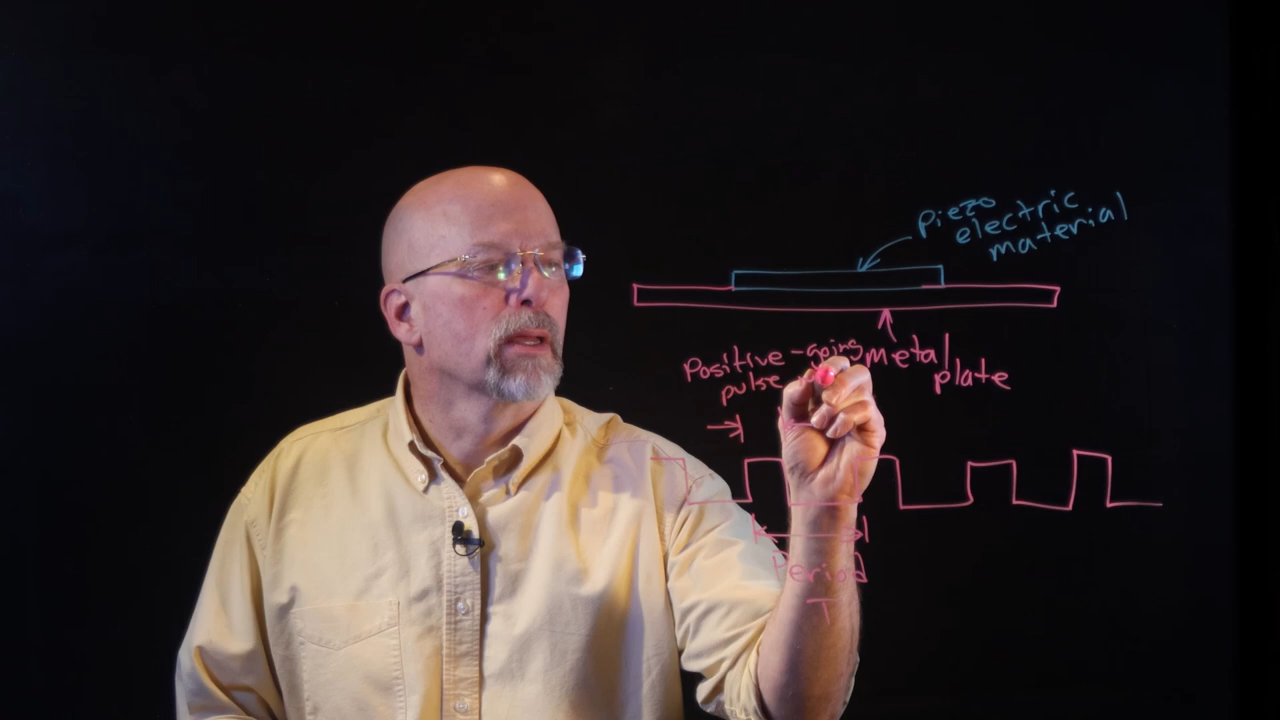 Piezo
electric
material
Positive-going
pulse
metal
plate
Period
T